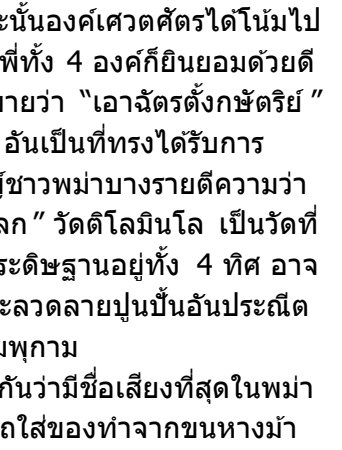 ะนั้นองค์เศวตศัตรได้โน้มไป
พี่ทั้ง 4 องค์ก็ยินยอมด้วยดี
ายว่า “เอาฉัตรตั้งกษัตริย์ ”
อันเป็นที่ทรงได้รับการ
์ชาวพม่าบางรายตีความว่า
ลก ” วัดติโลมินโล เป็นวัดที่
ระดิษฐานอยู่ทั้ง 4 ทิศ อาจ
ะลวดลายปูนปั้นอันประณีต
มพุกาม
กันว่ามีชื่อเสียงที่สุดในพม่า
ถใส่ของทำจากขนหางม้า